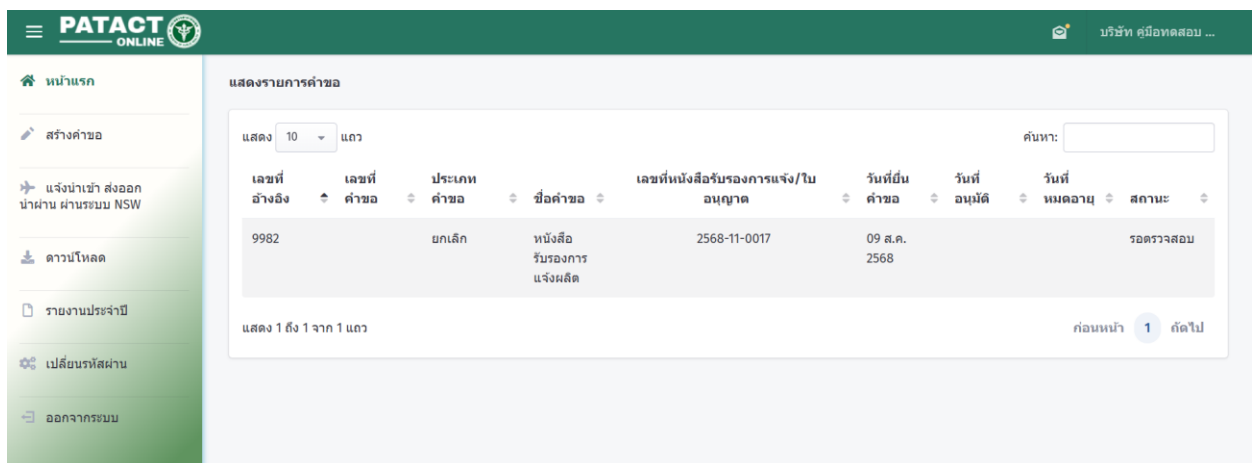 PATACT
ONLINE
บริษัท คู่มือทดสอบ ...
หน้าแรก
สร้างคำขอ
แจ้งนำเข้า ส่งออก
นำผ่าน ผ่านระบบ NSW
ดาวน์โหลด
รายงานประจำปี
เปลี่ยนรหัสผ่าน
ออกจากระบบ
แสดงรายการคำขอ
แสดง 10 แถว
ค้นหา:
เลขที่
อ้างอิง
เลขที่
คำขอ
ประเภท
คำขอ
ชื่อคำขอ
เลขที่หนังสือรับรองการแจ้ง/ใบ
อนุญาต
วันที่ยื่น
คำขอ
วันที่
อนุมัติ
วันที่
หมดอายุ
สถานะ
9982
ยกเลิก
หนังสือ
รับรองการ
แจ้งผลิต
2568-11-0017
09 ส.ค.
2568
รอตรวจสอบ
แสดง 1 ถึง 1 จาก 1 แถว
ก่อนหน้า 1 ถัดไป